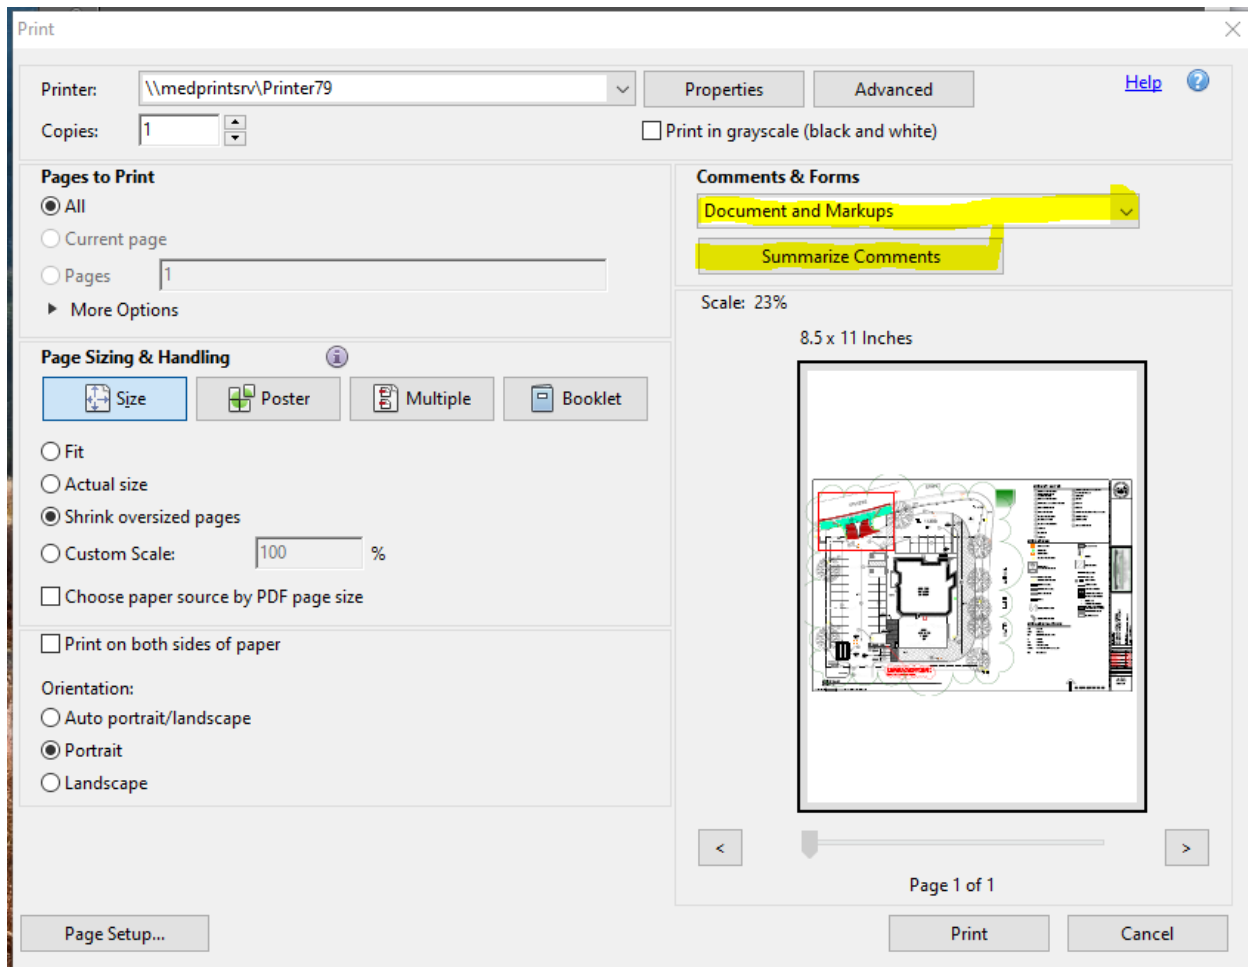 Print
Printer: \\medprintsrv\Printer79 Properties Advanced Help ?
Copies: 1 Print in grayscale (black and white)
Pages to Print
All
Current page
Pages 1
More Options
Comments & Forms
Document and Markups
Summarize Comments
Page Sizing & Handling i
Size Poster Multiple Booklet
Fit
Actual size
Shrink oversized pages
Custom Scale: 100 %
Choose paper source by PDF page size
Print on both sides of paper
Orientation:
Auto portrait/landscape
Portrait
Landscape
Scale: 23%
8.5 x 11 Inches
< >
Page 1 of 1
Page Setup... Print Cancel